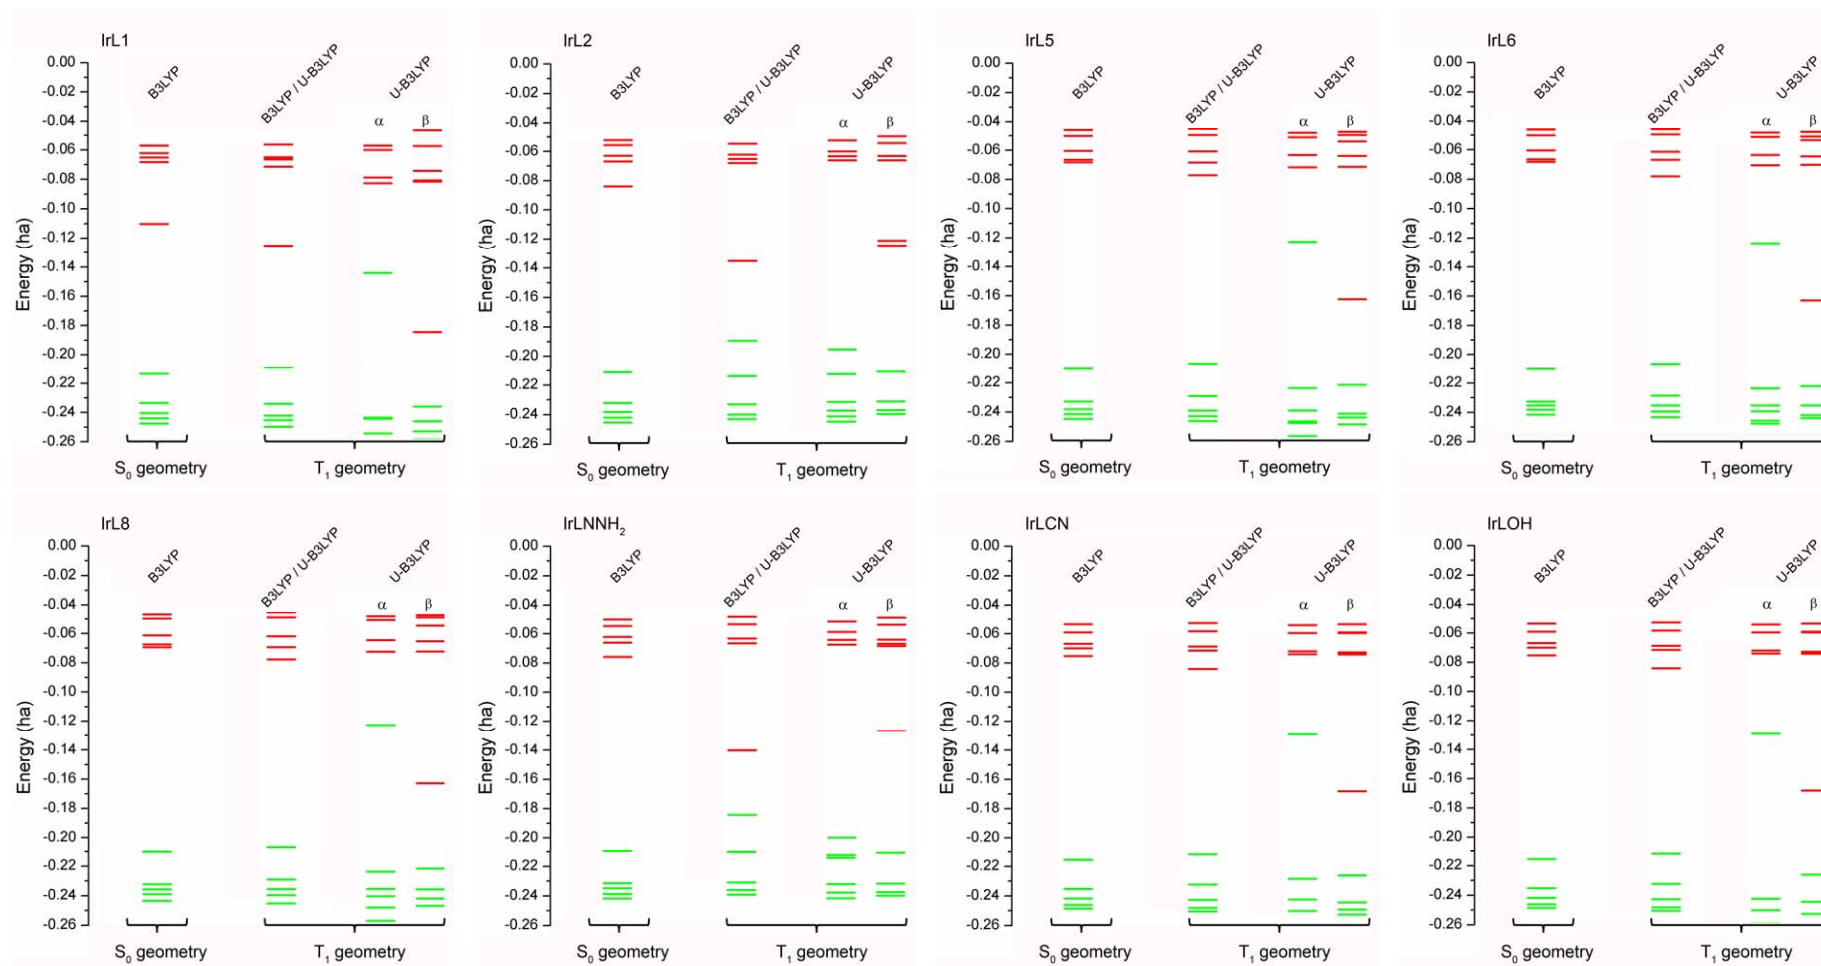 IrL1
B3LYP
B3LYP / U-B3LYP
U-B3LYP
α β
Energy (ha)
0.00
-0.02
-0.04
-0.06
-0.08
-0.10
-0.12
-0.14
-0.16
-0.18
-0.20
-0.22
-0.24
-0.26
S₀ geometry
T₁ geometry
IrL2
B3LYP
B3LYP / U-B3LYP
U-B3LYP
α β
Energy (ha)
0.00
-0.02
-0.04
-0.06
-0.08
-0.10
-0.12
-0.14
-0.16
-0.18
-0.20
-0.22
-0.24
-0.26
S₀ geometry
T₁ geometry
IrL5
B3LYP
B3LYP / U-B3LYP
U-B3LYP
α β
Energy (ha)
0.00
-0.02
-0.04
-0.06
-0.08
-0.10
-0.12
-0.14
-0.16
-0.18
-0.20
-0.22
-0.24
-0.26
S₀ geometry
T₁ geometry
IrL6
B3LYP
B3LYP / U-B3LYP
U-B3LYP
α β
Energy (ha)
0.00
-0.02
-0.04
-0.06
-0.08
-0.10
-0.12
-0.14
-0.16
-0.18
-0.20
-0.22
-0.24
-0.26
S₀ geometry
T₁ geometry
IrL8
B3LYP
B3LYP / U-B3LYP
U-B3LYP
α β
Energy (ha)
0.00
-0.02
-0.04
-0.06
-0.08
-0.10
-0.12
-0.14
-0.16
-0.18
-0.20
-0.22
-0.24
-0.26
S₀ geometry
T₁ geometry
IrLNNH₂
B3LYP
B3LYP / U-B3LYP
U-B3LYP
α β
Energy (ha)
0.00
-0.02
-0.04
-0.06
-0.08
-0.10
-0.12
-0.14
-0.16
-0.18
-0.20
-0.22
-0.24
-0.26
S₀ geometry
T₁ geometry
IrLCN
B3LYP
B3LYP / U-B3LYP
U-B3LYP
α β
Energy (ha)
0.00
-0.02
-0.04
-0.06
-0.08
-0.10
-0.12
-0.14
-0.16
-0.18
-0.20
-0.22
-0.24
-0.26
S₀ geometry
T₁ geometry
IrLOH
B3LYP
B3LYP / U-B3LYP
U-B3LYP
α β
Energy (ha)
0.00
-0.02
-0.04
-0.06
-0.08
-0.10
-0.12
-0.14
-0.16
-0.18
-0.20
-0.22
-0.24
-0.26
S₀ geometry
T₁ geometry